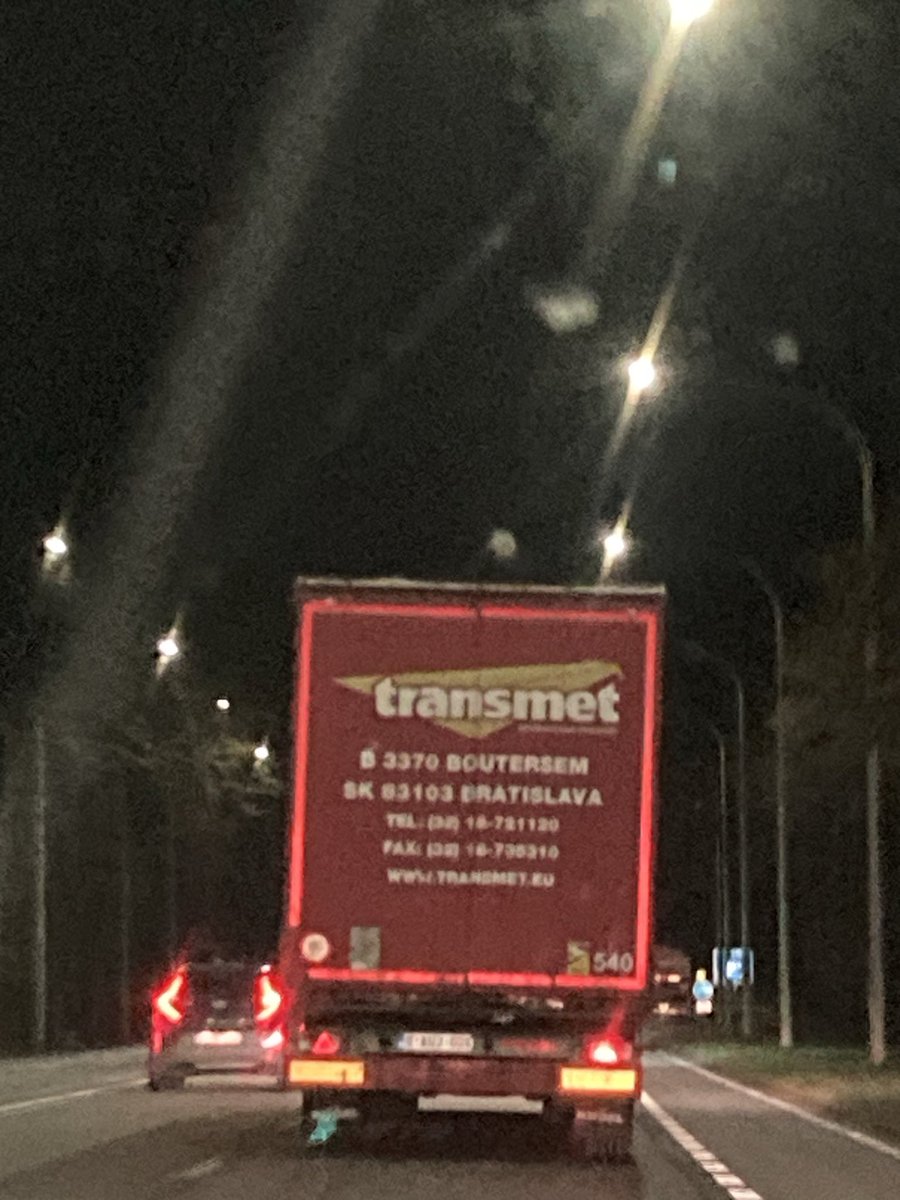 transmet
B 3370 BOUTERSEM
SK 83103 BRATISLAVA
TEL: (32) 16-721120
FAX: (32) 16-735310
WWW.TRANSMET.EU
540